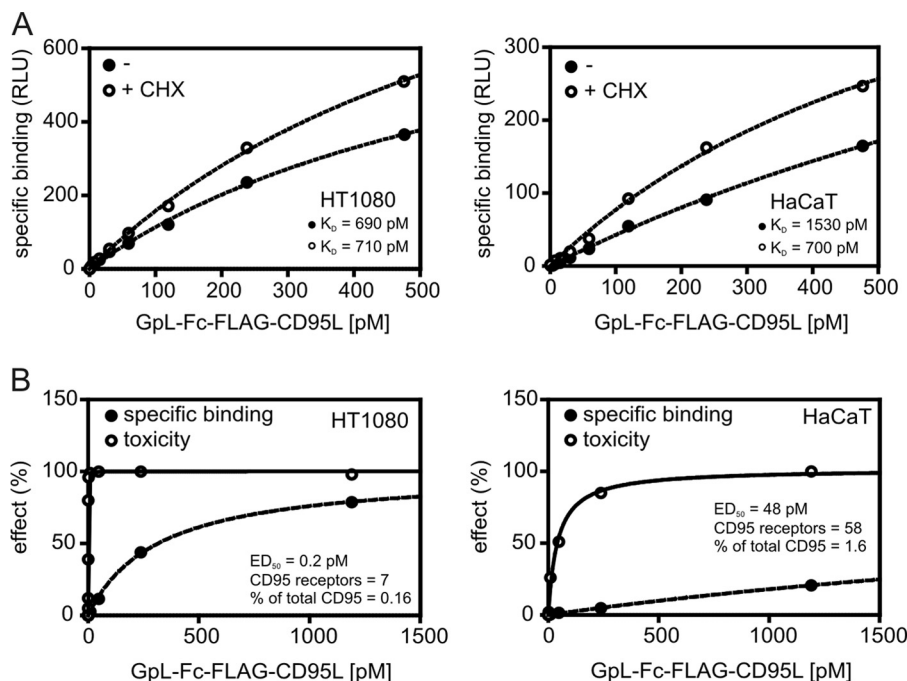 A
600
400
200
0
specific binding (RLU)
-
+ CHX
HT1080
K_D = 690 pM
K_D = 710 pM
0 100 200 300 400 500
GpL-Fc-FLAG-CD95L [pM]
300
200
100
0
specific binding (RLU)
-
+ CHX
HaCaT
K_D = 1530 pM
K_D = 700 pM
0 100 200 300 400 500
GpL-Fc-FLAG-CD95L [pM]
B
150
100
50
0
effect (%)
specific binding
toxicity
HT1080
ED₅₀ = 0.2 pM
CD95 receptors = 7
% of total CD95 = 0.16
0 500 1000 1500
GpL-Fc-FLAG-CD95L [pM]
150
100
50
0
effect (%)
specific binding
toxicity
HaCaT
ED₅₀ = 48 pM
CD95 receptors = 58
% of total CD95 = 1.6
0 500 1000 1500
GpL-Fc-FLAG-CD95L [pM]